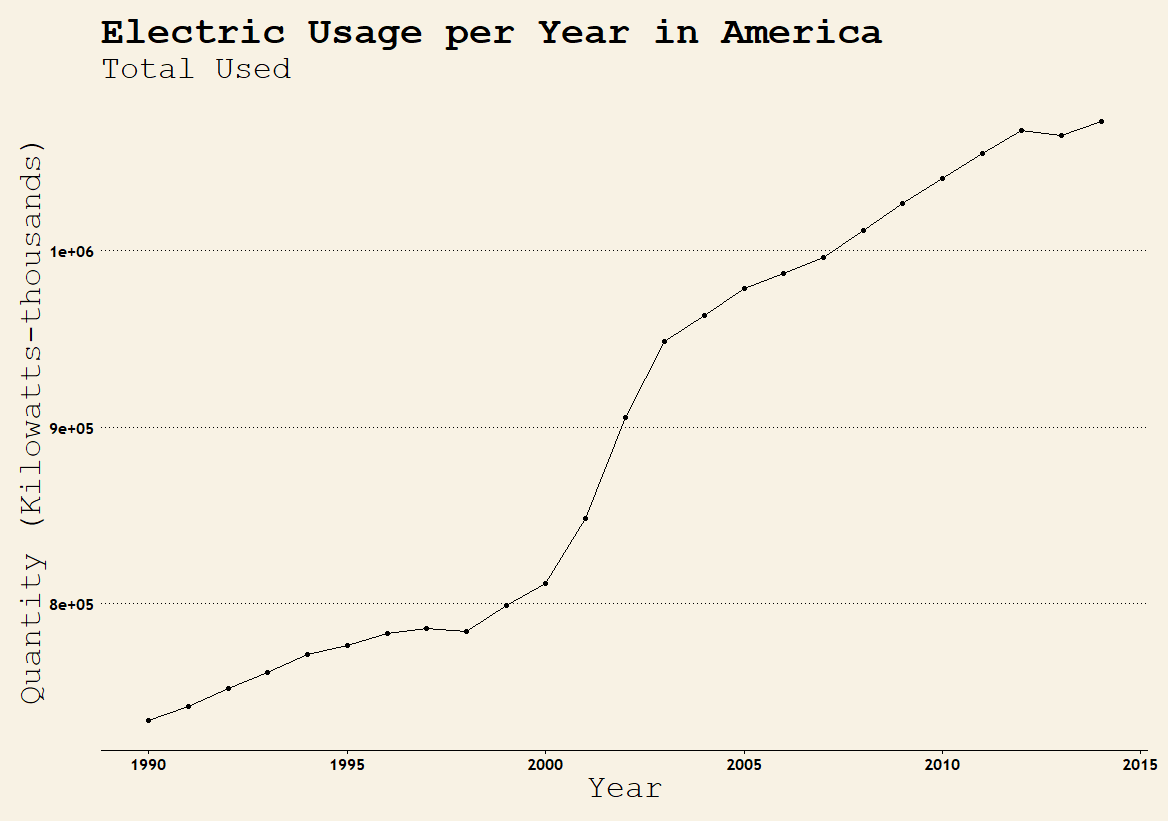 Electric Usage per Year in America
Total Used
Quantity (Kilowatts-thousands)
1e+06
9e+05
8e+05
1990 1995 2000 2005 2010 2015
Year